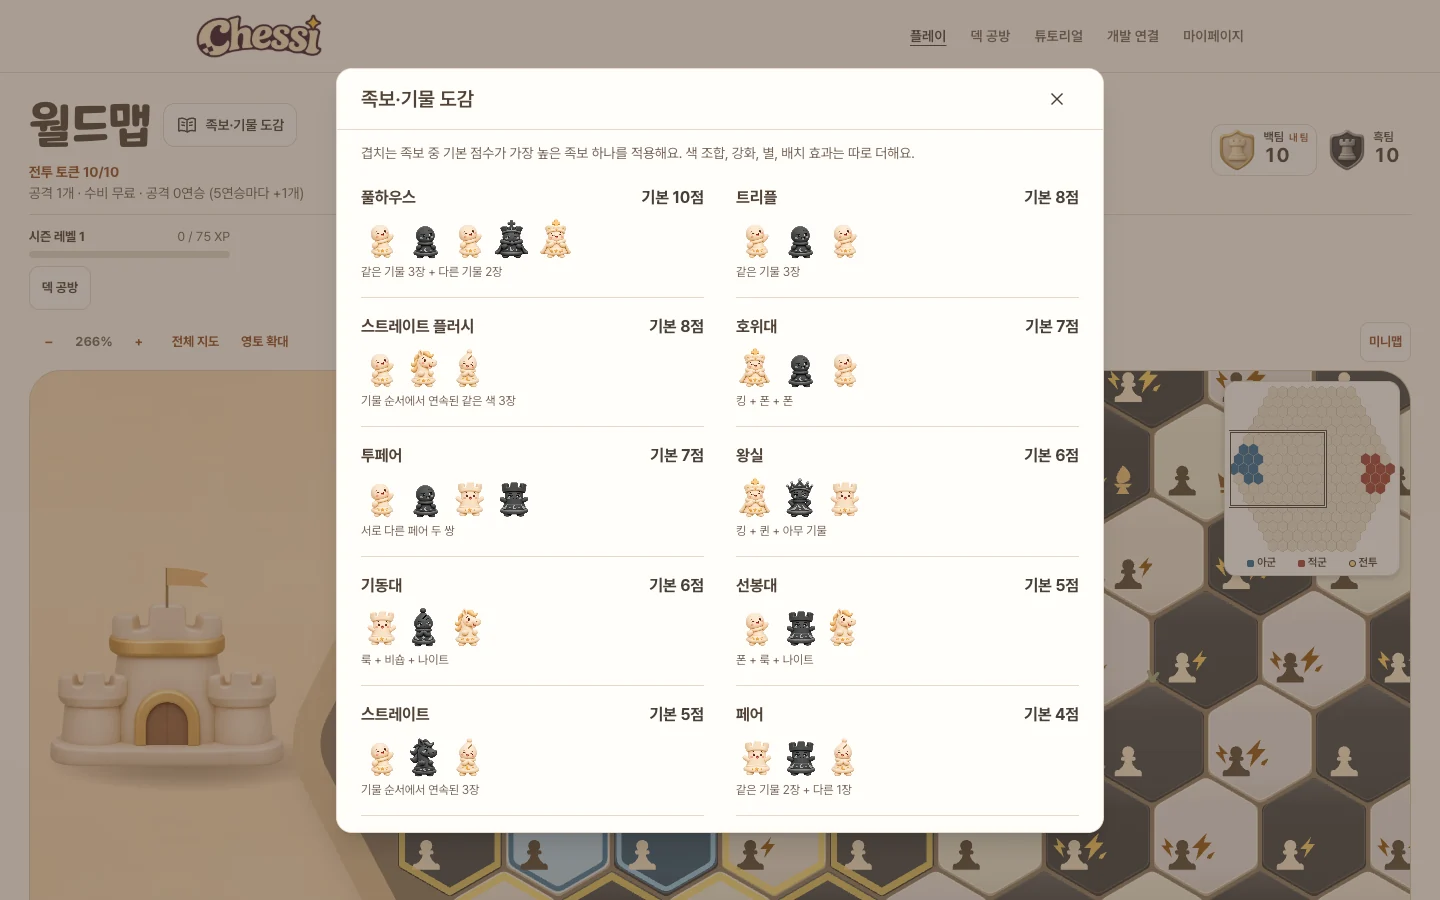 Chessi
플레이
덱 공방
튜토리얼
개발 연결
마이페이지
월드맵
족보·기물 도감
전투 토큰 10/10
공격 1개 · 수비 무료 · 공격 0연승 (5연승마다 +1개)
백팀 내 팀
10
흑팀
10
시즌 레벨 1
0 / 75 XP
덱 공방
−
266%
+
전체 지도
영토 확대
미니맵
아군
적군
전투
족보·기물 도감
겹치는 족보 중 기본 점수가 가장 높은 족보 하나를 적용해요. 색 조합, 강화, 별, 배치 효과는 따로 더해요.
풀하우스
기본 10점
같은 기물 3장 + 다른 기물 2장
트리플
기본 8점
같은 기물 3장
스트레이트 플러시
기본 8점
기물 순서에서 연속된 같은 색 3장
호위대
기본 7점
킹 + 폰 + 폰
투페어
기본 7점
서로 다른 페어 두 쌍
왕실
기본 6점
킹 + 퀸 + 아무 기물
기동대
기본 6점
룩 + 비숍 + 나이트
선봉대
기본 5점
폰 + 룩 + 나이트
스트레이트
기본 5점
기물 순서에서 연속된 3장
페어
기본 4점
같은 기물 2장 + 다른 1장